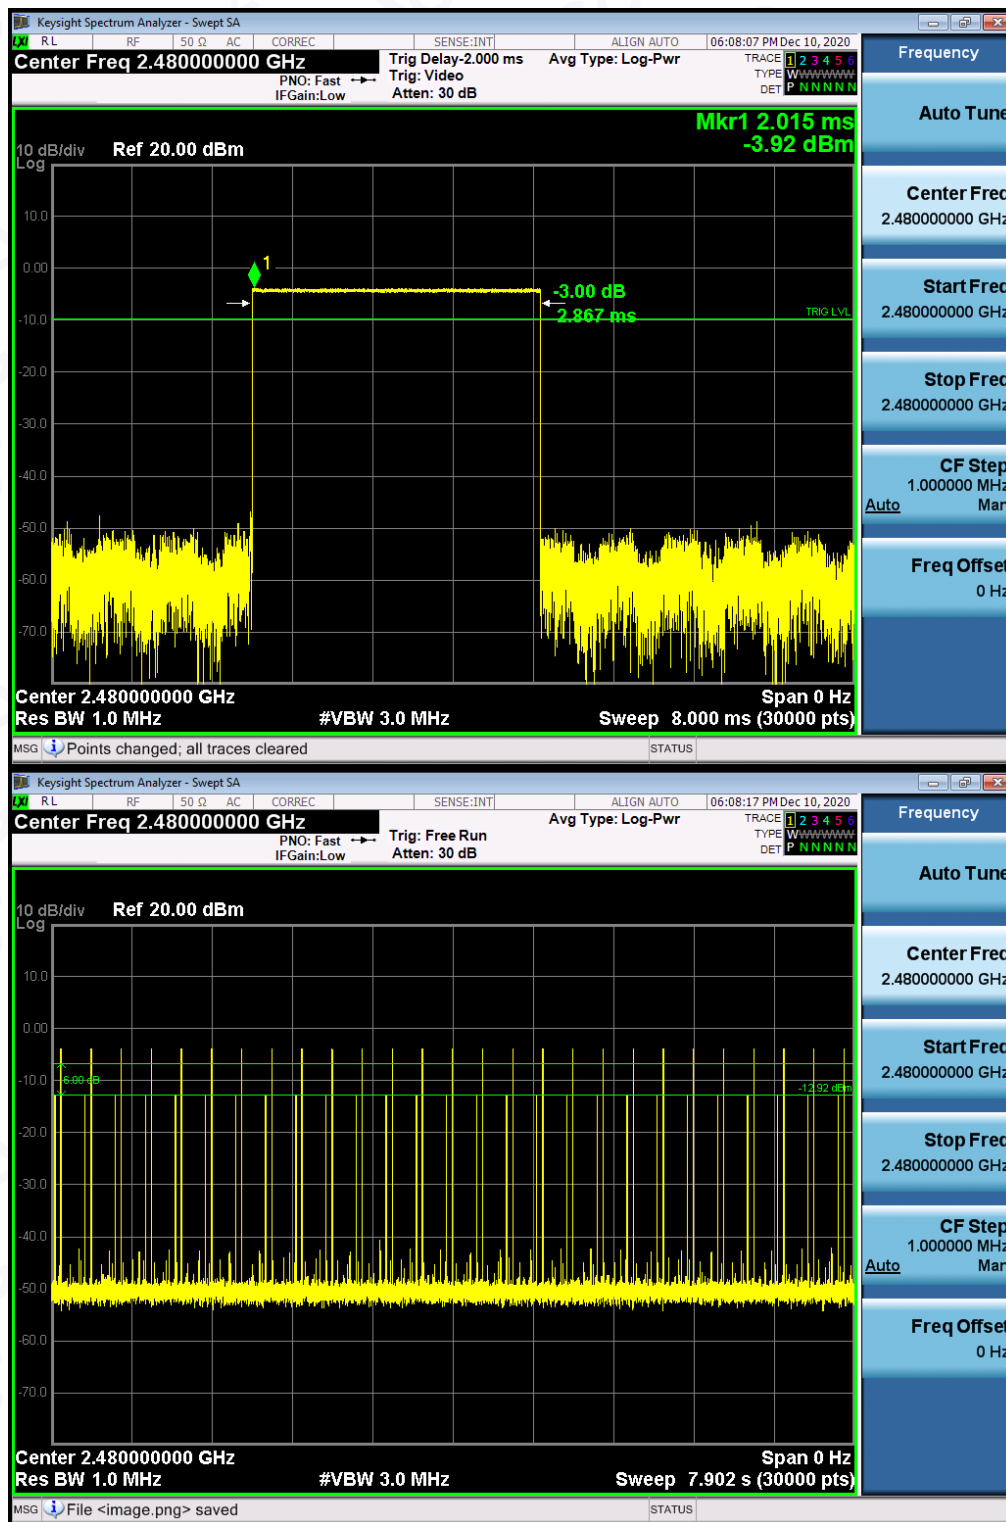 Keysight Spectrum Analyzer - Swept SA
LXI RL RF 50 Ω AC CORREC SENSE:INT ALIGN AUTO 06:08:07 PM Dec 10, 2020
Center Freq 2.480000000 GHz Trig Delay-2.000 ms Avg Type: Log-Pwr TRACE 1 2 3 4 5 6
PNO: Fast Trig: Video TYPE WWWWWW
IFGain:Low Atten: 30 dB DET P N N N N N
Mkr1 2.015 ms
-3.92 dBm
10 dB/div Ref 20.00 dBm
Log
10.0
0.00
1
-3.00 dB
2.867 ms
-10.0
TRIG LVL
-20.0
-30.0
-40.0
-50.0
-60.0
-70.0
Center 2.480000000 GHz Span 0 Hz
Res BW 1.0 MHz #VBW 3.0 MHz Sweep 8.000 ms (30000 pts)
MSG Points changed; all traces cleared STATUS
Frequency
Auto Tune
Center Freq
2.480000000 GHz
Start Freq
2.480000000 GHz
Stop Freq
2.480000000 GHz
CF Step
1.000000 MHz
Auto Man
Freq Offset
0 Hz
Keysight Spectrum Analyzer - Swept SA
LXI RL RF 50 Ω AC CORREC SENSE:INT ALIGN AUTO 06:08:17 PM Dec 10, 2020
Center Freq 2.480000000 GHz Avg Type: Log-Pwr TRACE 1 2 3 4 5 6
PNO: Fast Trig: Free Run TYPE WWWWWW
IFGain:Low Atten: 30 dB DET P N N N N N
10 dB/div Ref 20.00 dBm
Log
10.0
0.00
-10.0
6.00 dB
-12.92 dBm
-20.0
-30.0
-40.0
-50.0
-60.0
-70.0
Center 2.480000000 GHz Span 0 Hz
Res BW 1.0 MHz #VBW 3.0 MHz Sweep 7.902 s (30000 pts)
MSG File <image.png> saved STATUS
Frequency
Auto Tune
Center Freq
2.480000000 GHz
Start Freq
2.480000000 GHz
Stop Freq
2.480000000 GHz
CF Step
1.000000 MHz
Auto Man
Freq Offset
0 Hz